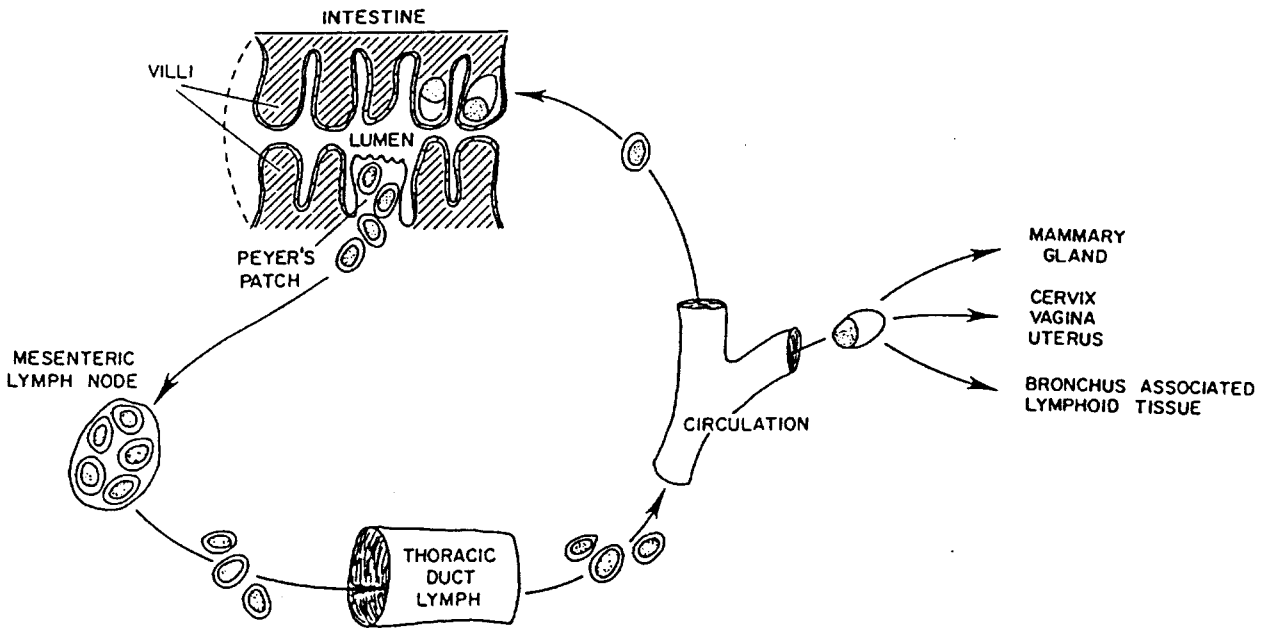 INTESTINE
VILLI
LUMEN
PEYER'S
PATCH
MESENTERIC
LYMPH NODE
THORACIC
DUCT
LYMPH
CIRCULATION
MAMMARY
GLAND
CERVIX
VAGINA
UTERUS
BRONCHUS ASSOCIATED
LYMPHOID TISSUE